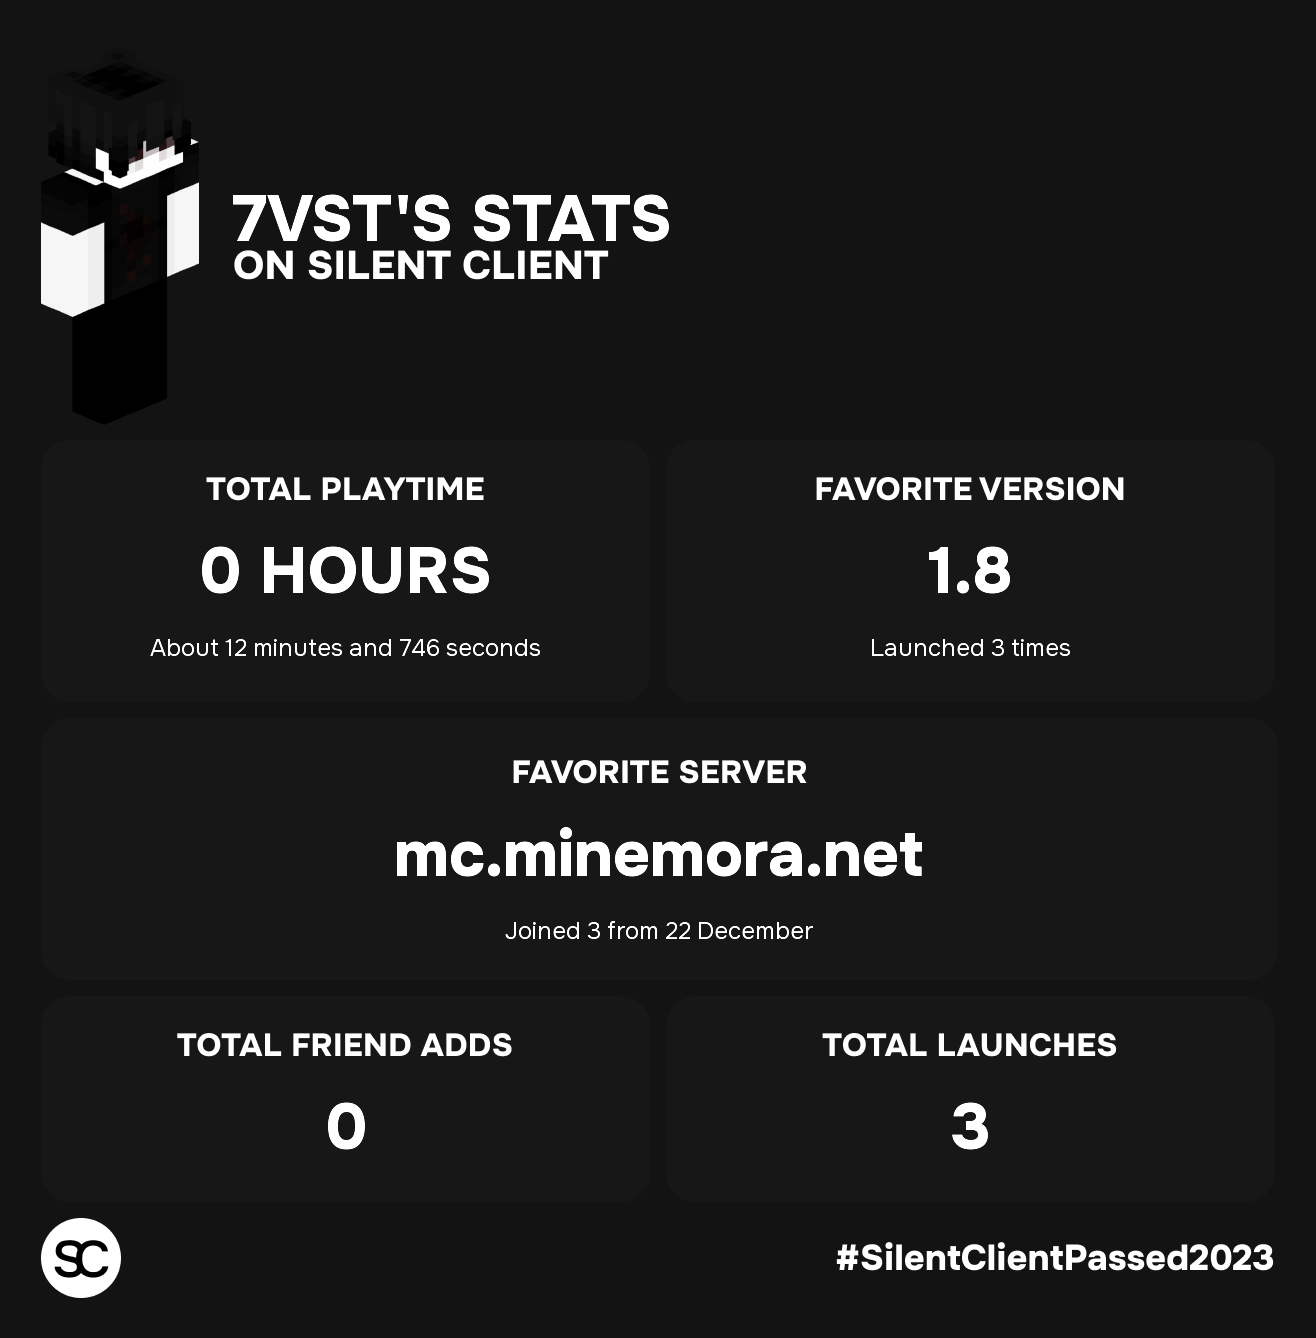 7VST'S STATS
ON SILENT CLIENT
TOTAL PLAYTIME
0 HOURS
About 12 minutes and 746 seconds
FAVORITE VERSION
1.8
Launched 3 times
FAVORITE SERVER
mc.minemora.net
Joined 3 from 22 December
TOTAL FRIEND ADDS
0
TOTAL LAUNCHES
3
SC
#SilentClientPassed2023